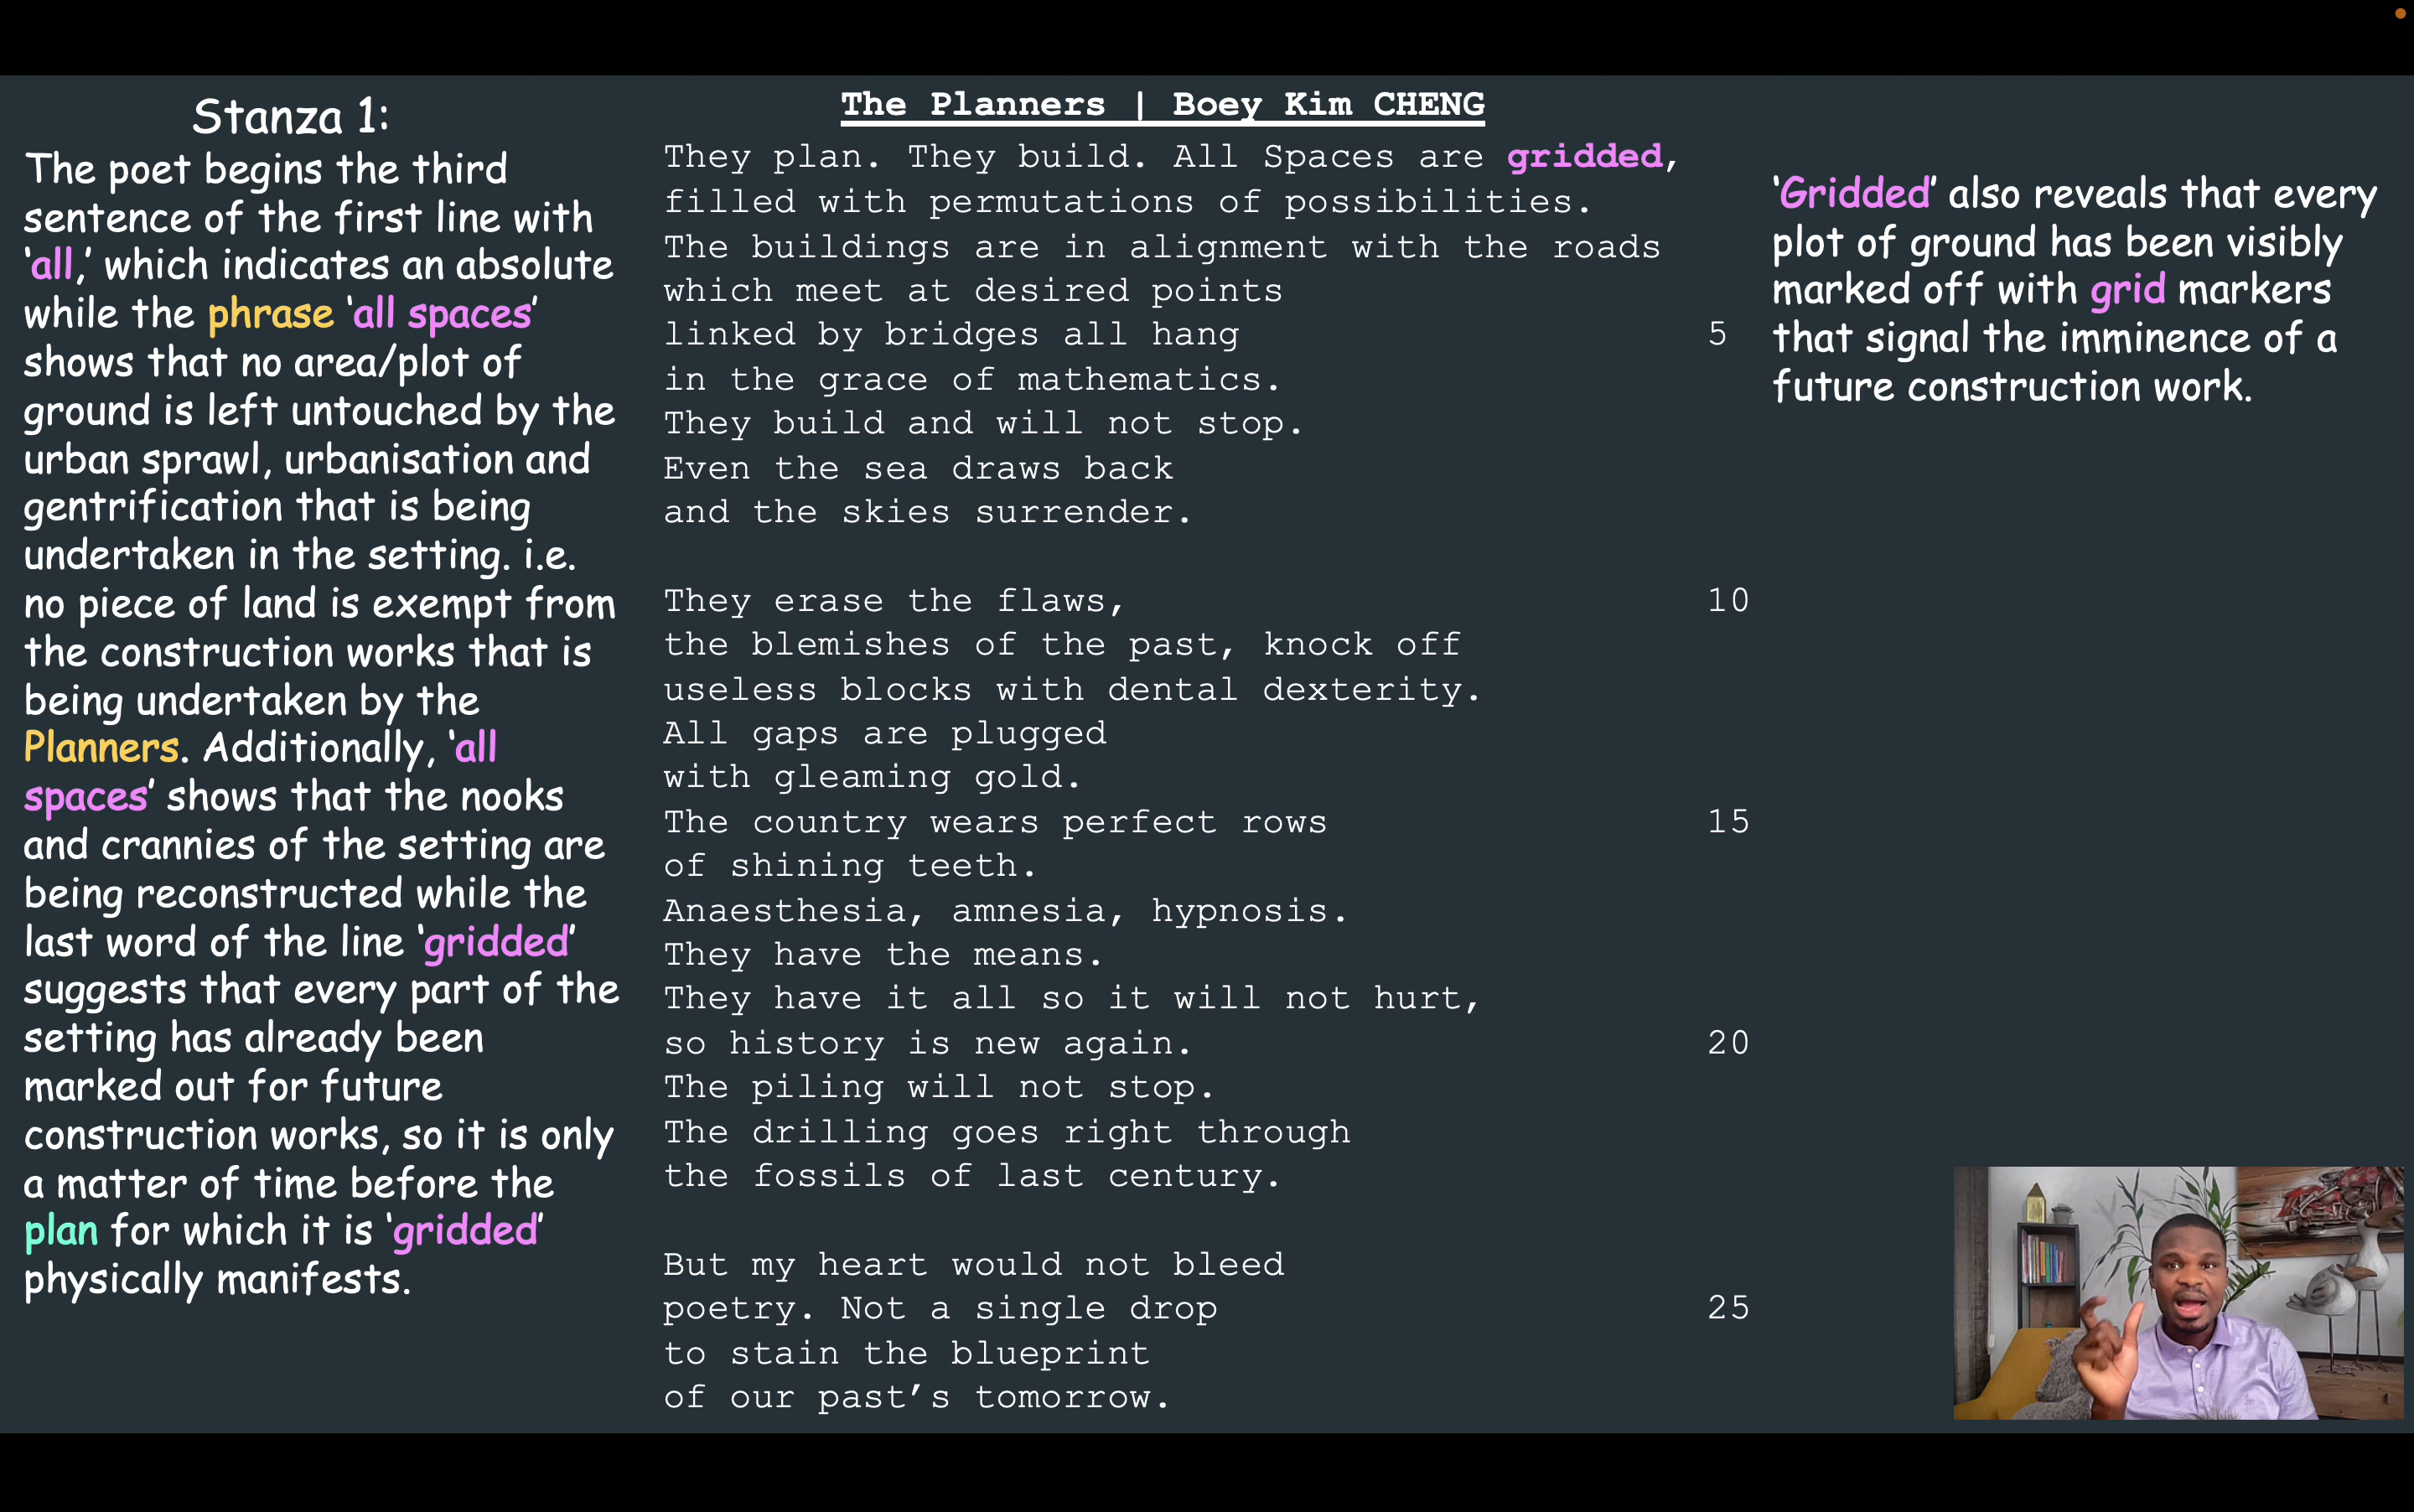 The Planners | Boey Kim CHENG
Stanza 1:
The poet begins the third
sentence of the first line with
‘all,’ which indicates an absolute
while the phrase ‘all spaces’
shows that no area/plot of
ground is left untouched by the
urban sprawl, urbanisation and
gentrification that is being
undertaken in the setting. i.e.
no piece of land is exempt from
the construction works that is
being undertaken by the
Planners. Additionally, ‘all
spaces’ shows that the nooks
and crannies of the setting are
being reconstructed while the
last word of the line ‘gridded’
suggests that every part of the
setting has already been
marked out for future
construction works, so it is only
a matter of time before the
plan for which it is ‘gridded’
physically manifests.
They plan. They build. All Spaces are gridded,
filled with permutations of possibilities.
The buildings are in alignment with the roads
which meet at desired points
linked by bridges all hang 5
in the grace of mathematics.
They build and will not stop.
Even the sea draws back
and the skies surrender.
They erase the flaws, 10
the blemishes of the past, knock off
useless blocks with dental dexterity.
All gaps are plugged
with gleaming gold.
The country wears perfect rows 15
of shining teeth.
Anaesthesia, amnesia, hypnosis.
They have the means.
They have it all so it will not hurt,
so history is new again. 20
The piling will not stop.
The drilling goes right through
the fossils of last century.
But my heart would not bleed
poetry. Not a single drop 25
to stain the blueprint
of our past’s tomorrow.
‘Gridded’ also reveals that every
plot of ground has been visibly
marked off with grid markers
that signal the imminence of a
future construction work.